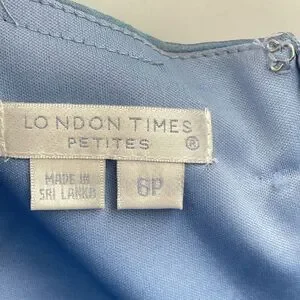 LONDON TIMES
PETITES ®
MADE IN
SRI LANKA
6P